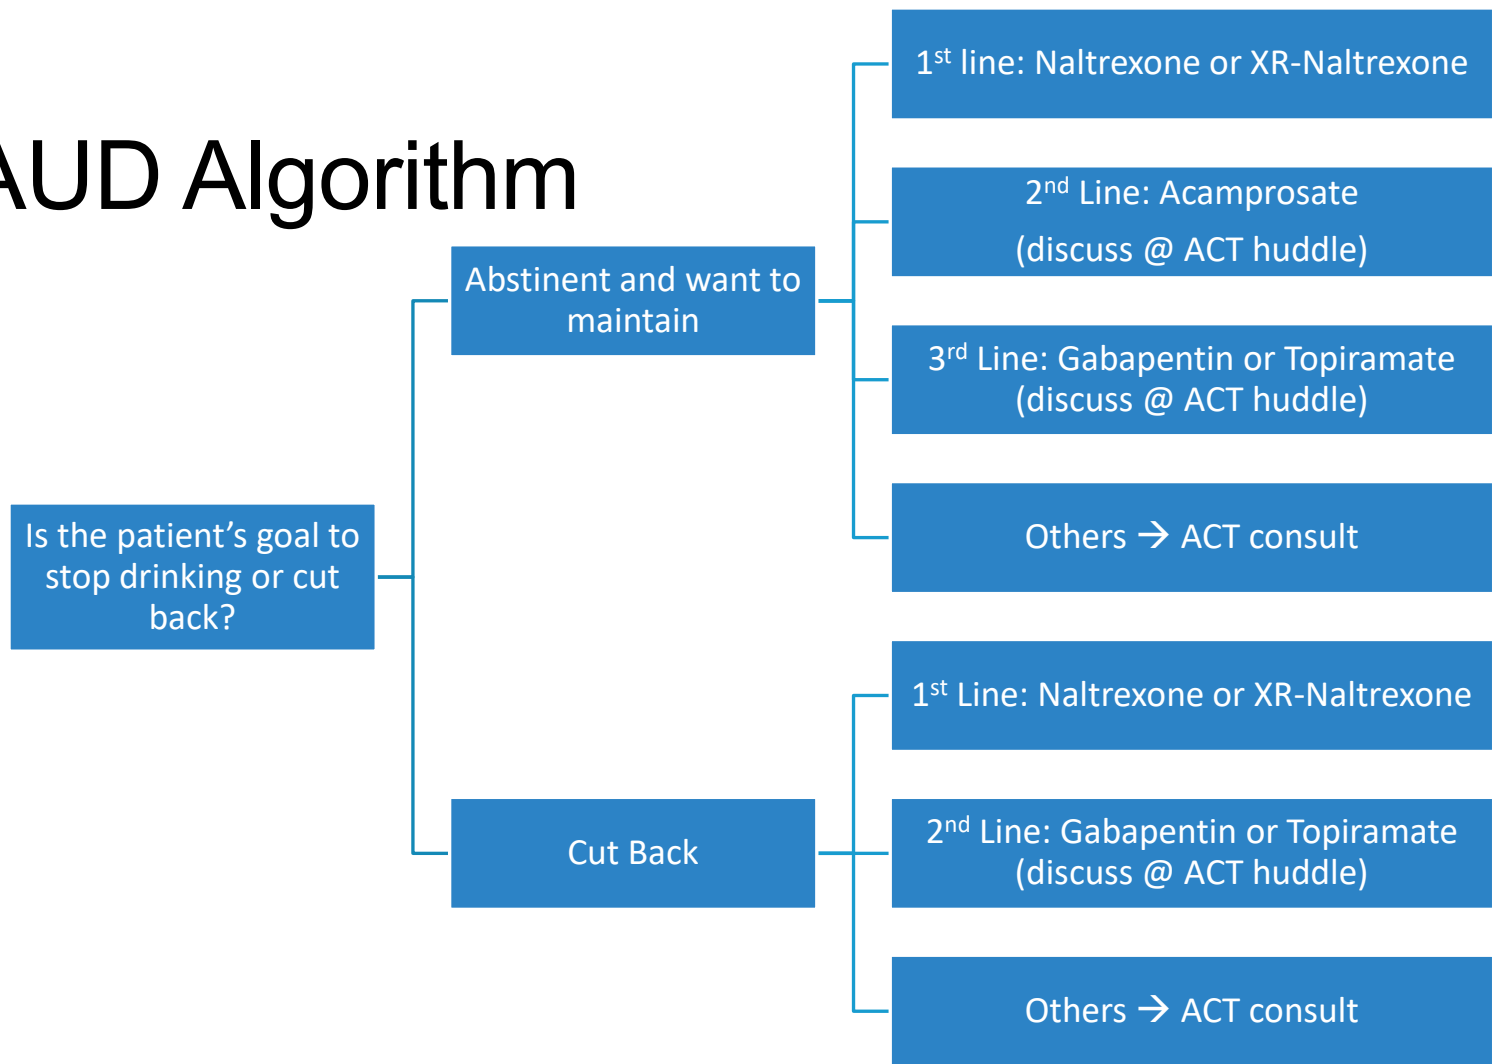 AUD Algorithm
Is the patient’s goal to
stop drinking or cut
back?
Abstinent and want to
maintain
1st line: Naltrexone or XR-Naltrexone
2nd Line: Acamprosate
(discuss @ ACT huddle)
3rd Line: Gabapentin or Topiramate
(discuss @ ACT huddle)
Others → ACT consult
Cut Back
1st Line: Naltrexone or XR-Naltrexone
2nd Line: Gabapentin or Topiramate
(discuss @ ACT huddle)
Others → ACT consult